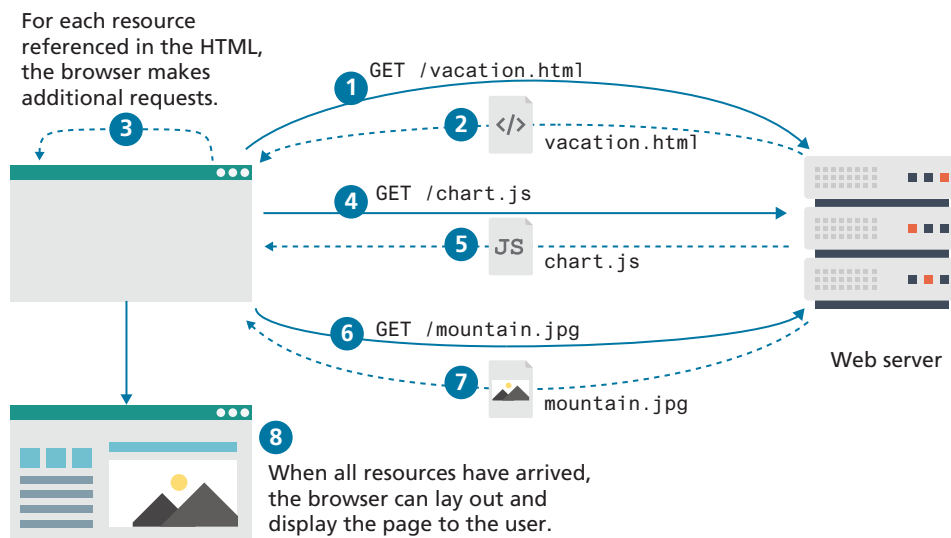 For each resource
referenced in the HTML,
the browser makes
additional requests.
3
1
GET /vacation.html
2
</>
vacation.html
4
GET /chart.js
5
JS
chart.js
6
GET /mountain.jpg
7
mountain.jpg
Web server
8
When all resources have arrived,
the browser can lay out and
display the page to the user.